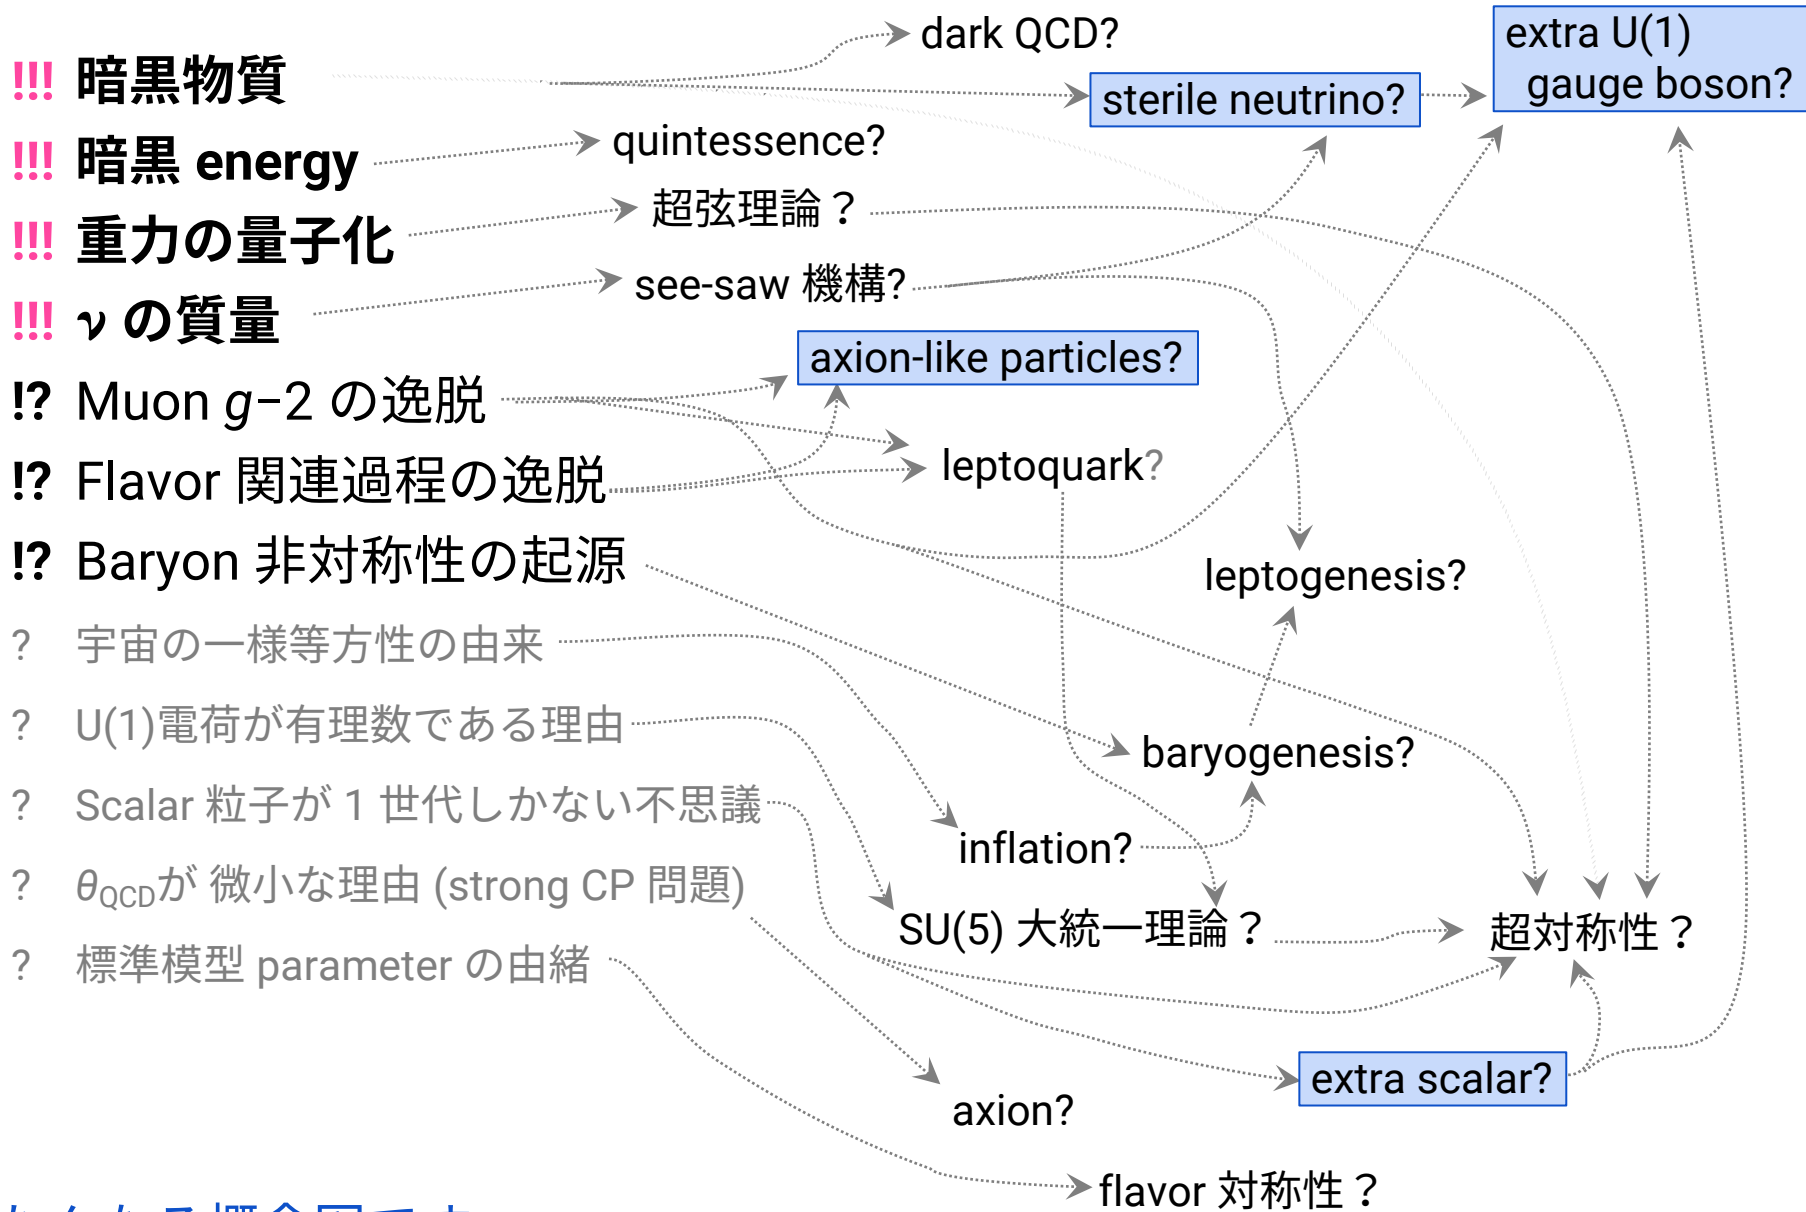 !!! 暗黒物質
!!! 暗黒 energy
!!! 重力の量子化
!!! ν の質量
!? Muon g−2 の逸脱
!? Flavor 関連過程の逸脱
!? Baryon 非対称性の起源
? 宇宙の一様等方性の由来
? U(1)電荷が有理数である理由
? Scalar 粒子が 1 世代しかない不思議
? θQCDが 微小な理由 (strong CP 問題)
? 標準模型 parameter の由緒
dark QCD?
extra U(1)
gauge boson?
sterile neutrino?
quintessence?
超弦理論？
see-saw 機構?
axion-like particles?
leptoquark?
leptogenesis?
baryogenesis?
inflation?
SU(5) 大統一理論？
超対称性？
extra scalar?
axion?
flavor 対称性？